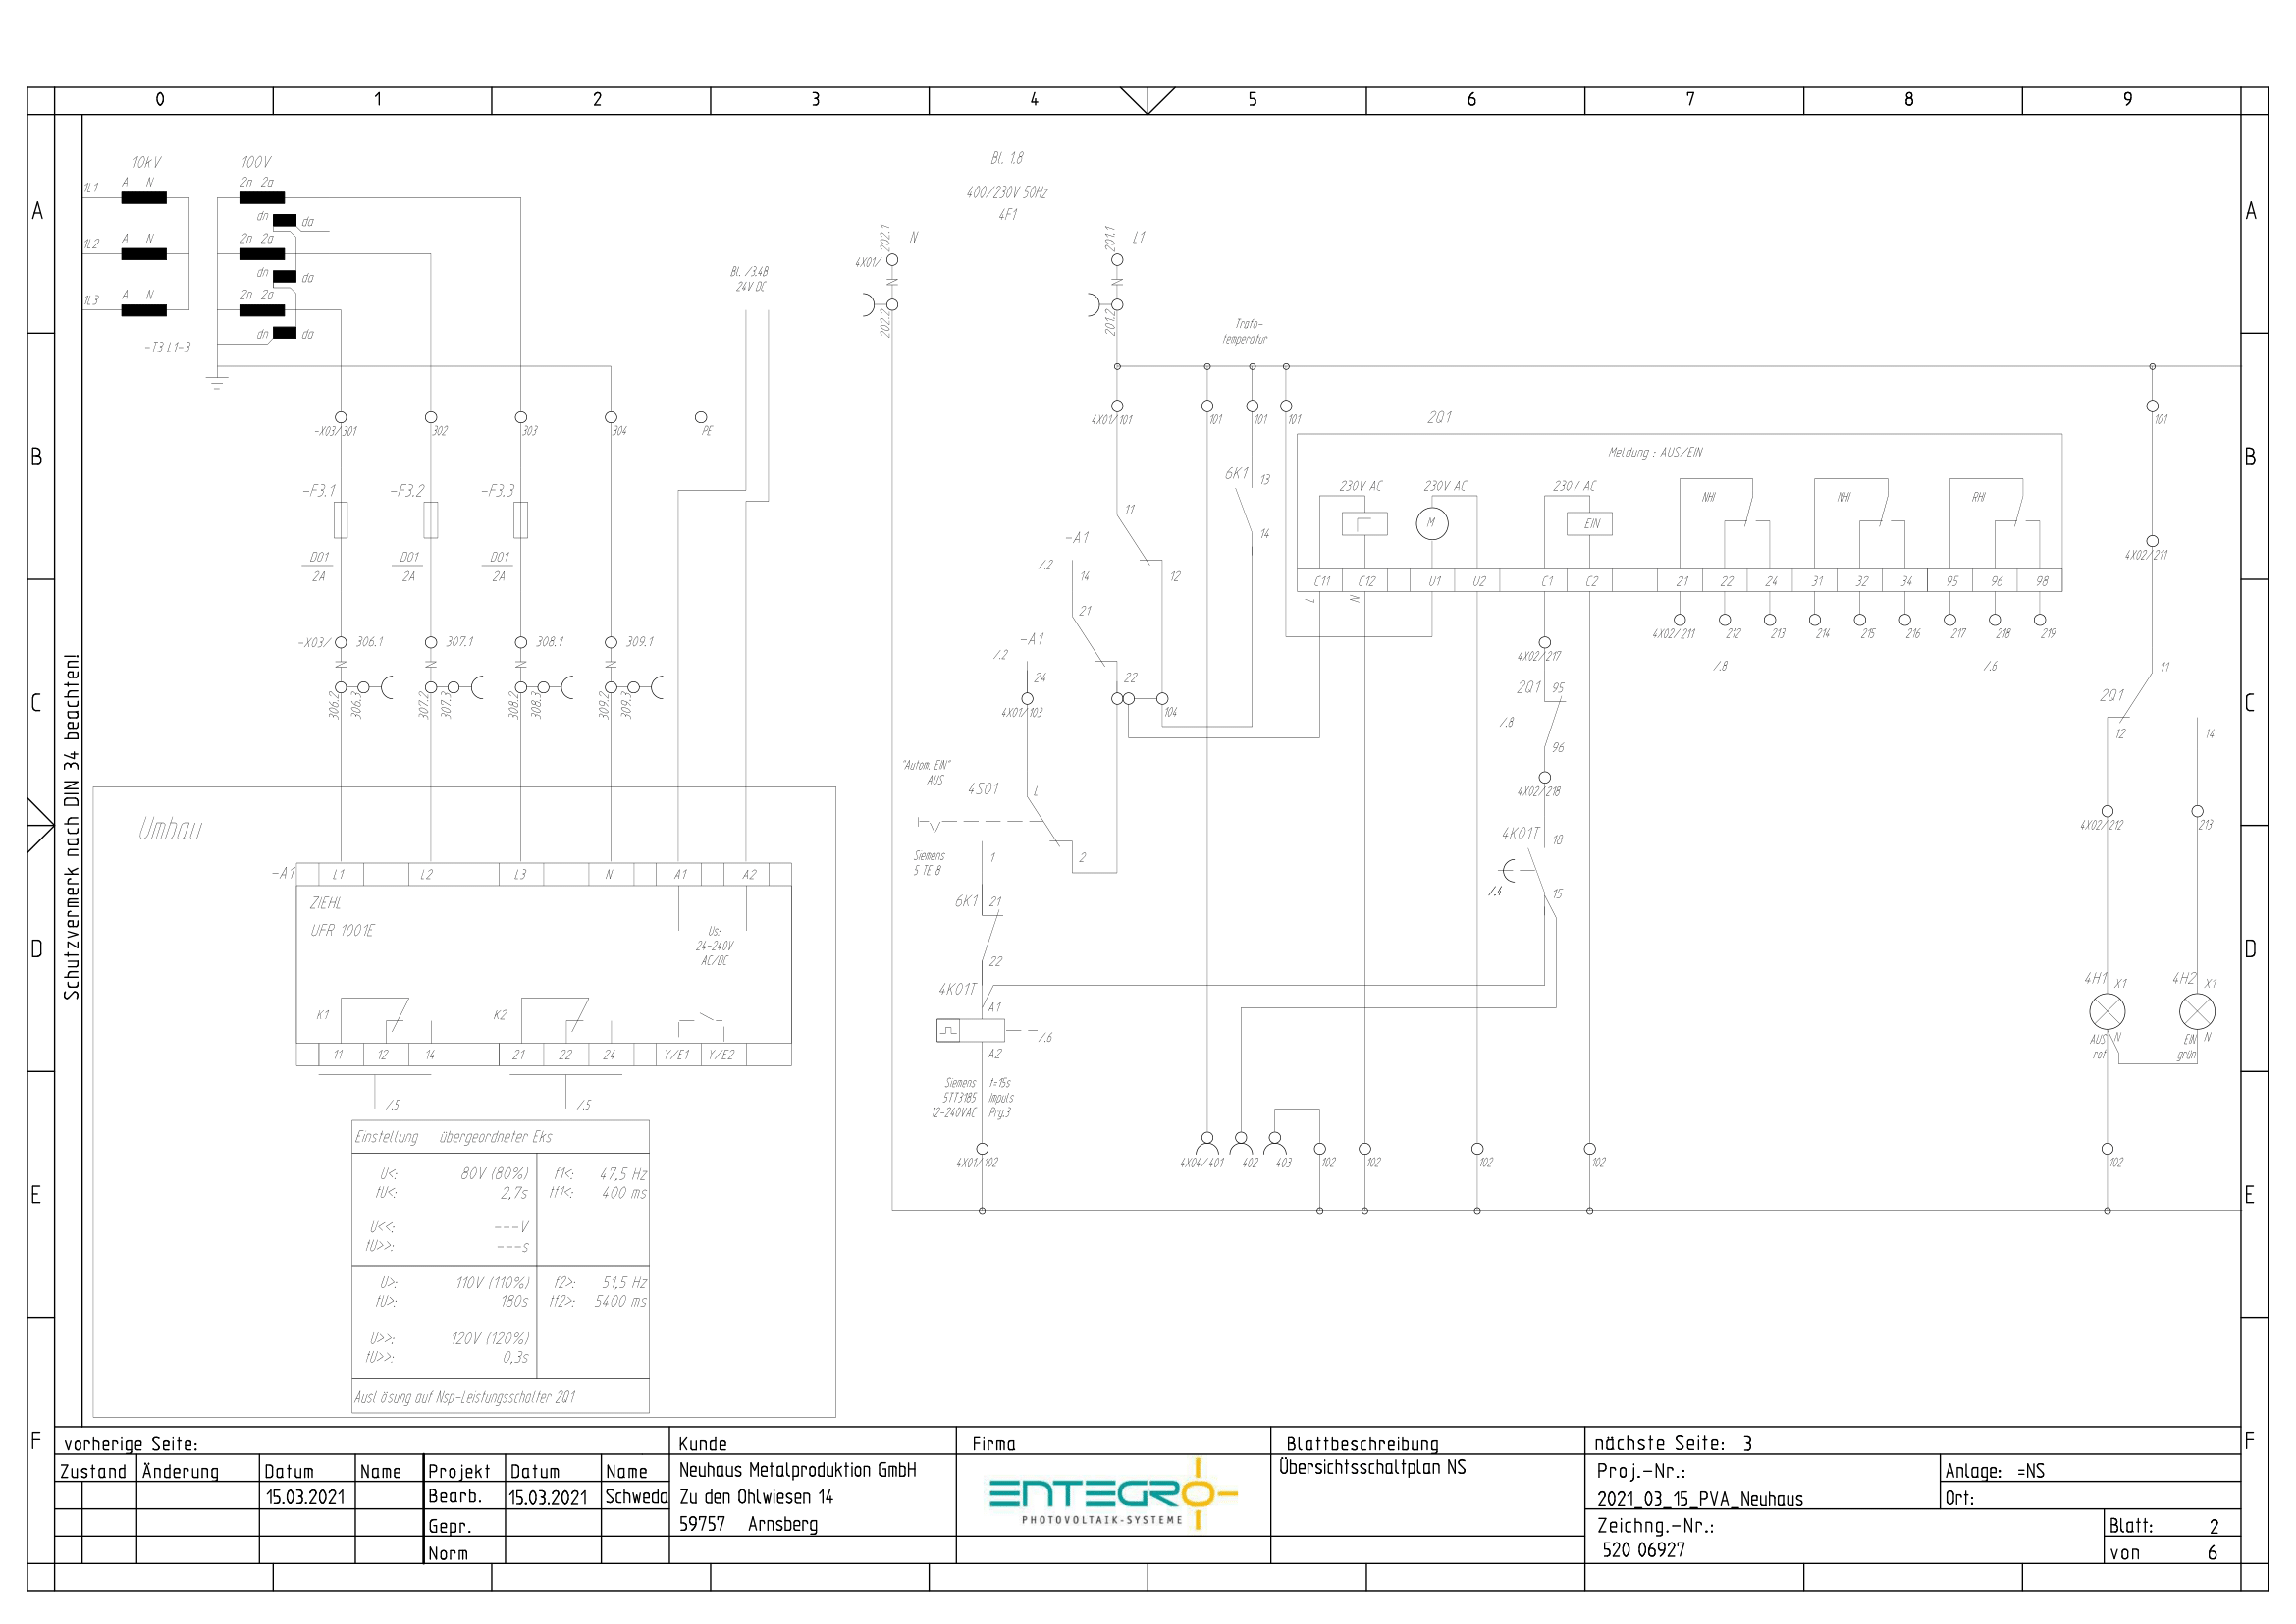 0 1 2 3 4 5 6 7 8 9
A A
B B
C C
D D
E E
F F
Schutzvermerk nach DIN 34 beachten!
10kV 100V
1L1 A N 2n 2a
dn da
1L2 A N 2n 2a
dn da
1L3 A N 2n 2a
dn da
-T3 L1-3
Bl. /3.4B
24V DC
-X03/301 302 303 304 PE
-F3.1 -F3.2 -F3.3
D01 D01 D01
2A 2A 2A
-X03/ 306.1 307.1 308.1 309.1
N N N N
306.2 306.3 307.2 307.3 308.2 308.3 309.2 309.3
Umbau
-A1 L1 L2 L3 N A1 A2
ZIEHL
UFR 1001E
Us:
24-240V
AC/DC
K1 K2
11 12 14 21 22 24 Y/E1 Y/E2
/.5 /.5
Einstellung übergeordneter Eks
U<: 80V (80%) f1<: 47,5 Hz
tU<: 2,7s tf1<: 400 ms
U<<: ---V
tU>>: ---s
U>: 110V (110%) f2>: 51,5 Hz
tU>: 180s tf2>: 5400 ms
U>>: 120V (120%)
tU>>: 0,3s
Ausl ösung auf Nsp-Leistungsschalter 2Q1
Bl. 1.8
400/230V 50Hz
4F1
202.1 N 201.1 L1
4X01/
N N
202.2 201.2
Trafo-
temperatur
4X01/101 101 101 101 101
6K1 13
14
11
12
-A1
/.2 14
21
-A1
/.2 24 22
4X01/103 104
"Autom. EIN"
AUS
4S01 L
Siemens
5 TE 8
1 2
6K1 21
22
4K01T
A1
/.6
A2
Siemens t=15s
5TT3185 Impuls
12-240VAC Prg.3
4X01/102 4X04/401 402 403 102 102 102 102 102
2Q1
Meldung : AUS/EIN
230V AC 230V AC 230V AC
M EIN NHI NHI RHI
C11 C12 U1 U2 C1 C2 21 22 24 31 32 34 95 96 98
L N
4X02/211 212 213 214 215 216 217 218 219
/.8 /.6
4X02/217
2Q1 95
/.8
96
4X02/218
4K01T 18
/.4 15
4X02/211
11
2Q1
12 14
4X02/212 213
4H1 X1 4H2 X1
AUS N EIN N
rot grün
vorherige Seite:
Zustand Änderung Datum Name Projekt Datum Name
15.03.2021 Bearb. 15.03.2021 Schweda
Gepr.
Norm
Kunde
Neuhaus Metalproduktion GmbH
Zu den Ohlwiesen 14
59757 Arnsberg
Firma
ENTEGRO
PHOTOVOLTAIK-SYSTEME
Blattbeschreibung
Übersichtsschaltplan NS
nächste Seite: 3
Proj.-Nr.:
2021_03_15_PVA_Neuhaus
Anlage: =NS
Ort:
Zeichng.-Nr.:
520 06927
Blatt: 2
von 6